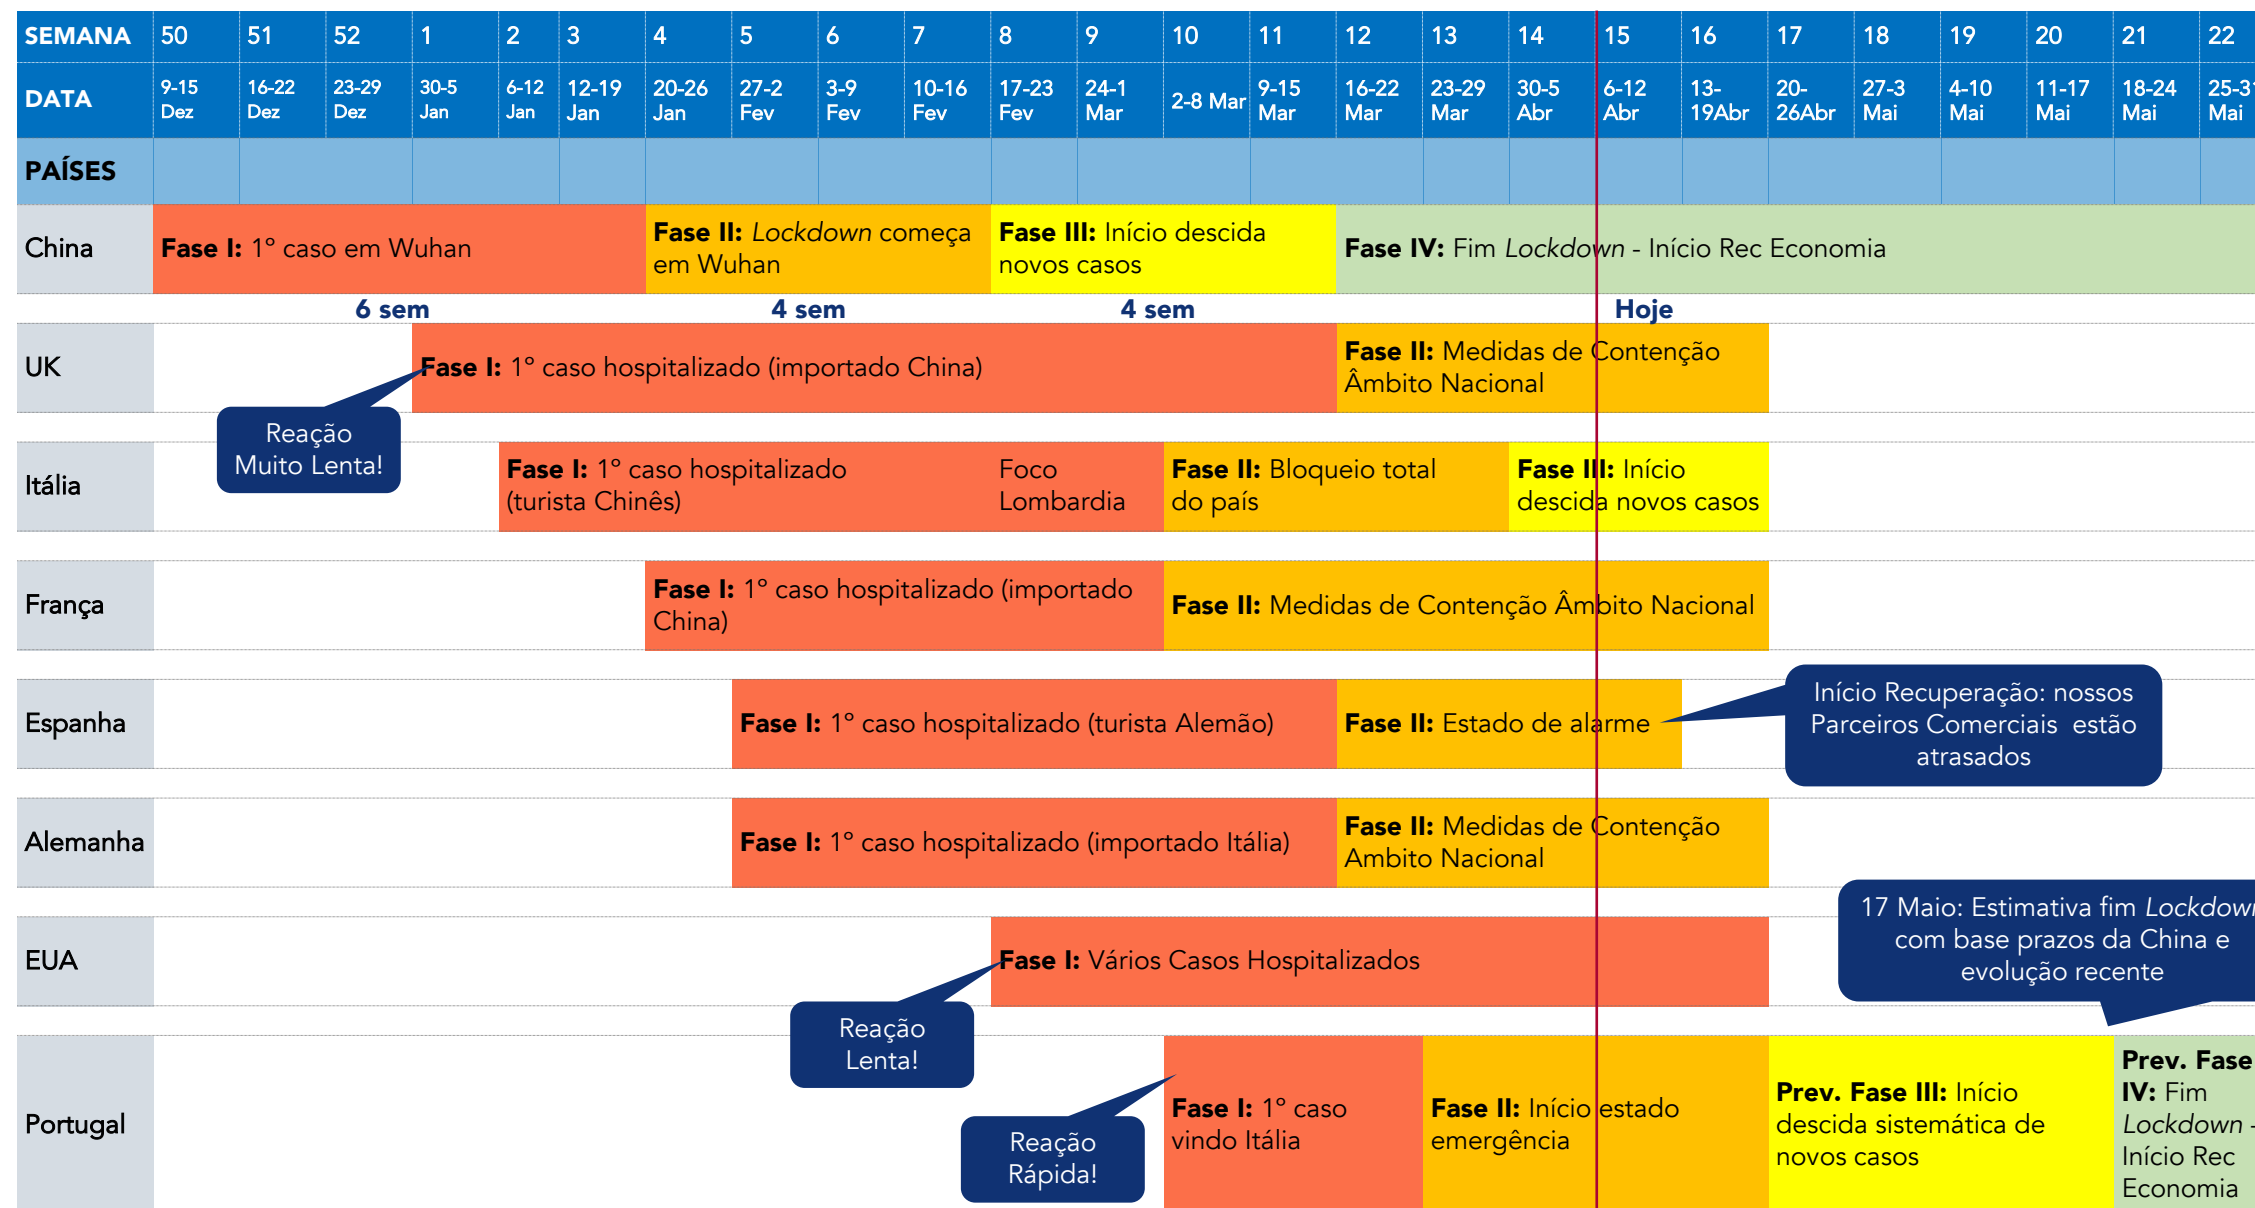 SEMANA 50 51 52 1 2 3 4 5 6 7 8 9 10 11 12 13 14 15 16 17 18 19 20 21 22
DATA 9-15 Dez 16-22 Dez 23-29 Dez 30-5 Jan 6-12 Jan 12-19 Jan 20-26 Jan 27-2 Fev 3-9 Fev 10-16 Fev 17-23 Fev 24-1 Mar 2-8 Mar 9-15 Mar 16-22 Mar 23-29 Mar 30-5 Abr 6-12 Abr 13-19Abr 20-26Abr 27-3 Mai 4-10 Mai 11-17 Mai 18-24 Mai 25-31 Mai
PAÍSES
China
Fase I: 1º caso em Wuhan
Fase II: Lockdown começa
em Wuhan
Fase III: Início descida
novos casos
Fase IV: Fim Lockdown - Início Rec Economia
6 sem 4 sem 4 sem Hoje
UK
Fase I: 1º caso hospitalizado (importado China)
Fase II: Medidas de Contenção
Âmbito Nacional
Reação
Muito Lenta!
Itália
Fase I: 1º caso hospitalizado
(turista Chinês)
Foco
Lombardia
Fase II: Bloqueio total
do país
Fase III: Início
descida novos casos
França
Fase I: 1º caso hospitalizado (importado
China)
Fase II: Medidas de Contenção Âmbito Nacional
Espanha
Fase I: 1º caso hospitalizado (turista Alemão)
Fase II: Estado de alarme
Início Recuperação: nossos
Parceiros Comerciais estão
atrasados
Alemanha
Fase I: 1º caso hospitalizado (importado Itália)
Fase II: Medidas de Contenção
Ambito Nacional
EUA
Fase I: Vários Casos Hospitalizados
17 Maio: Estimativa fim Lockdown
com base prazos da China e
evolução recente
Reação
Lenta!
Portugal
Reação
Rápida!
Fase I: 1º caso
vindo Itália
Fase II: Início estado
emergência
Prev. Fase III: Início
descida sistemática de
novos casos
Prev. Fase
IV: Fim
Lockdown -
Início Rec
Economia